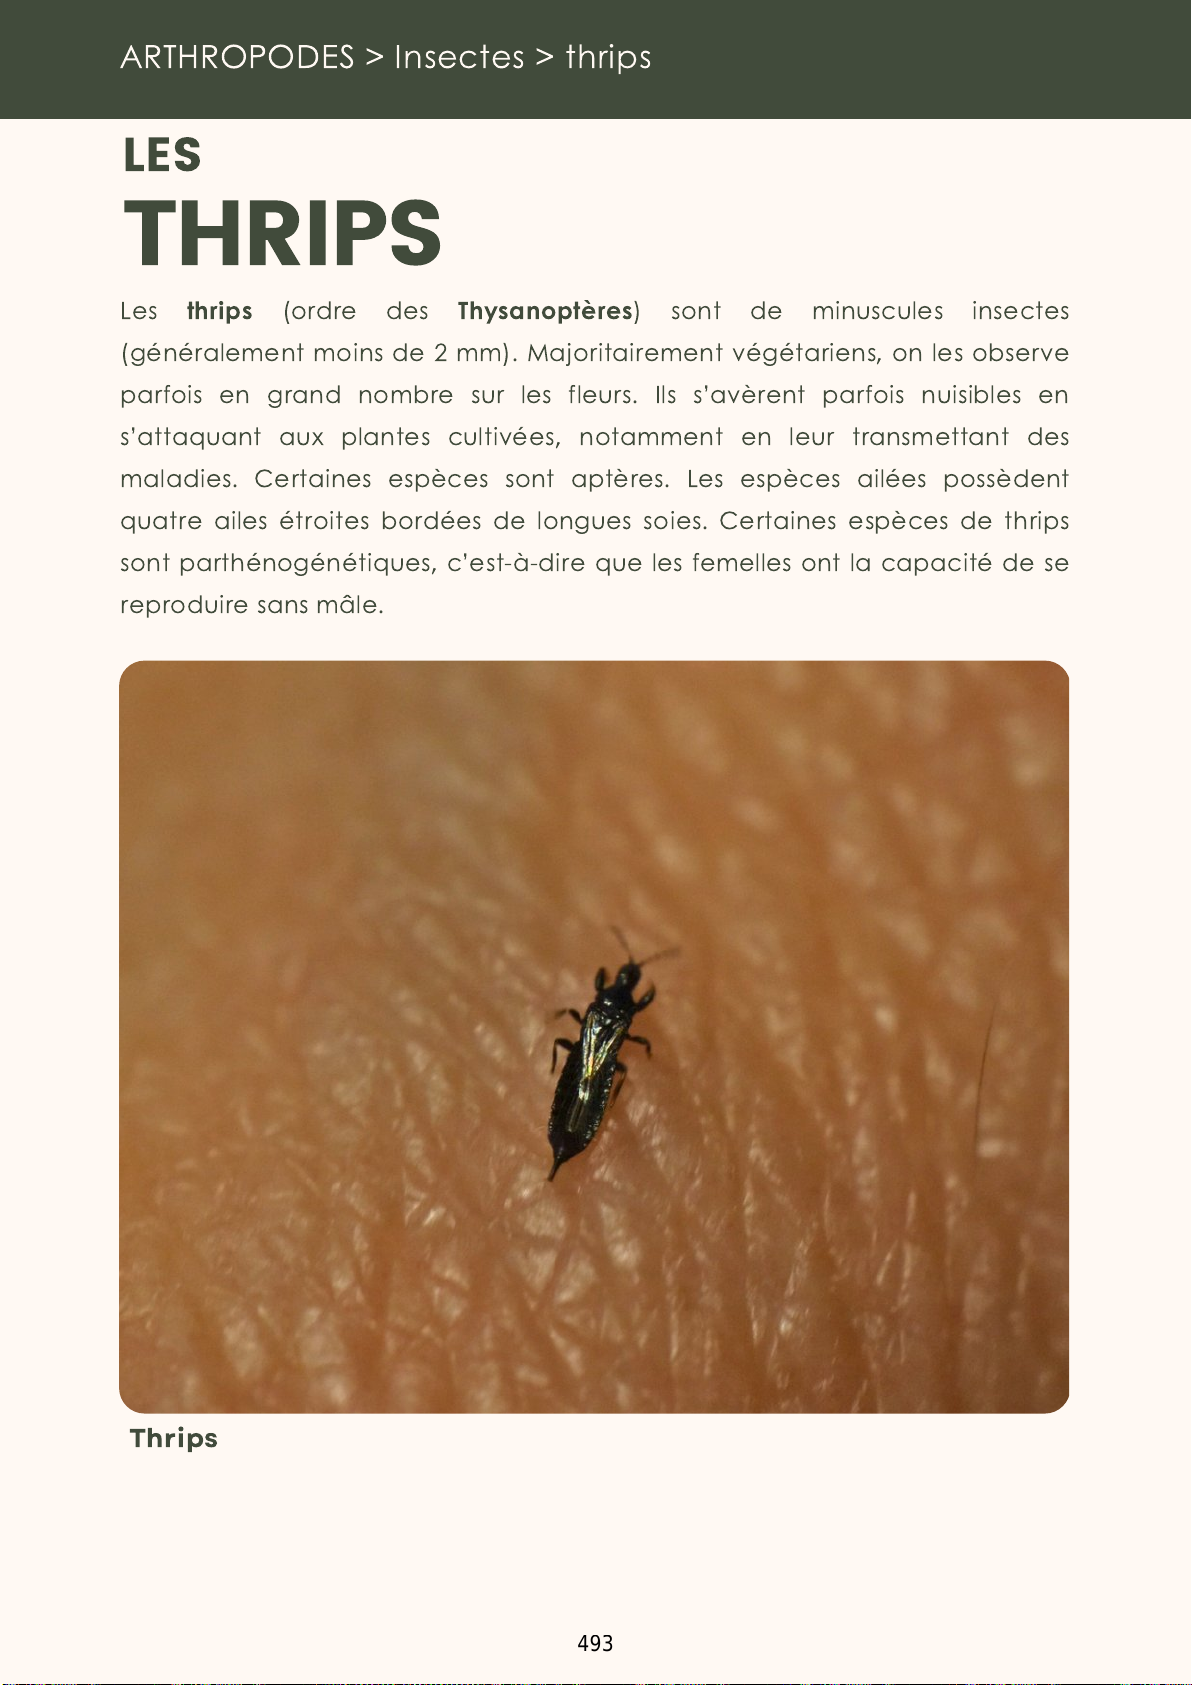 ARTHROPODES > Insectes > thrips
LES
THRIPS
Les thrips (ordre des Thysanoptères) sont de minuscules insectes
(généralement moins de 2 mm). Majoritairement végétariens, on les observe
parfois en grand nombre sur les fleurs. Ils s’avèrent parfois nuisibles en
s’attaquant aux plantes cultivées, notamment en leur transmettant des
maladies. Certaines espèces sont aptères. Les espèces ailées possèdent
quatre ailes étroites bordées de longues soies. Certaines espèces de thrips
sont parthénogénétiques, c’est-à-dire que les femelles ont la capacité de se
reproduire sans mâle.
Thrips
493